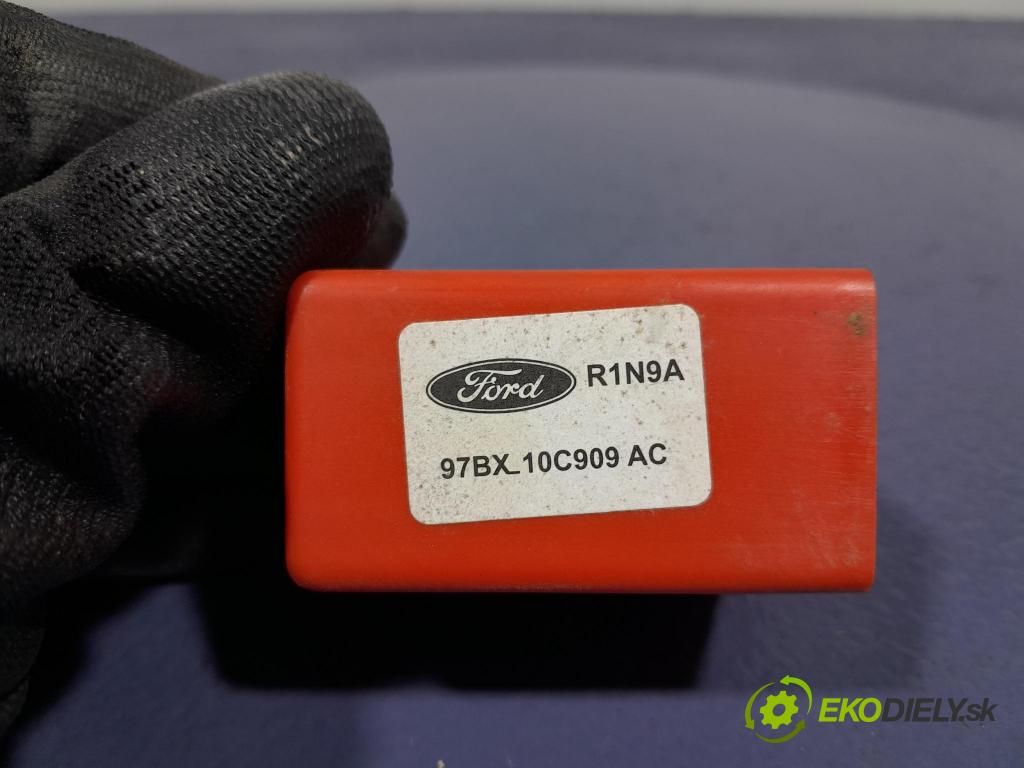 Ford R1N9A
97BX_10C909 AC
EKODIELY.sk